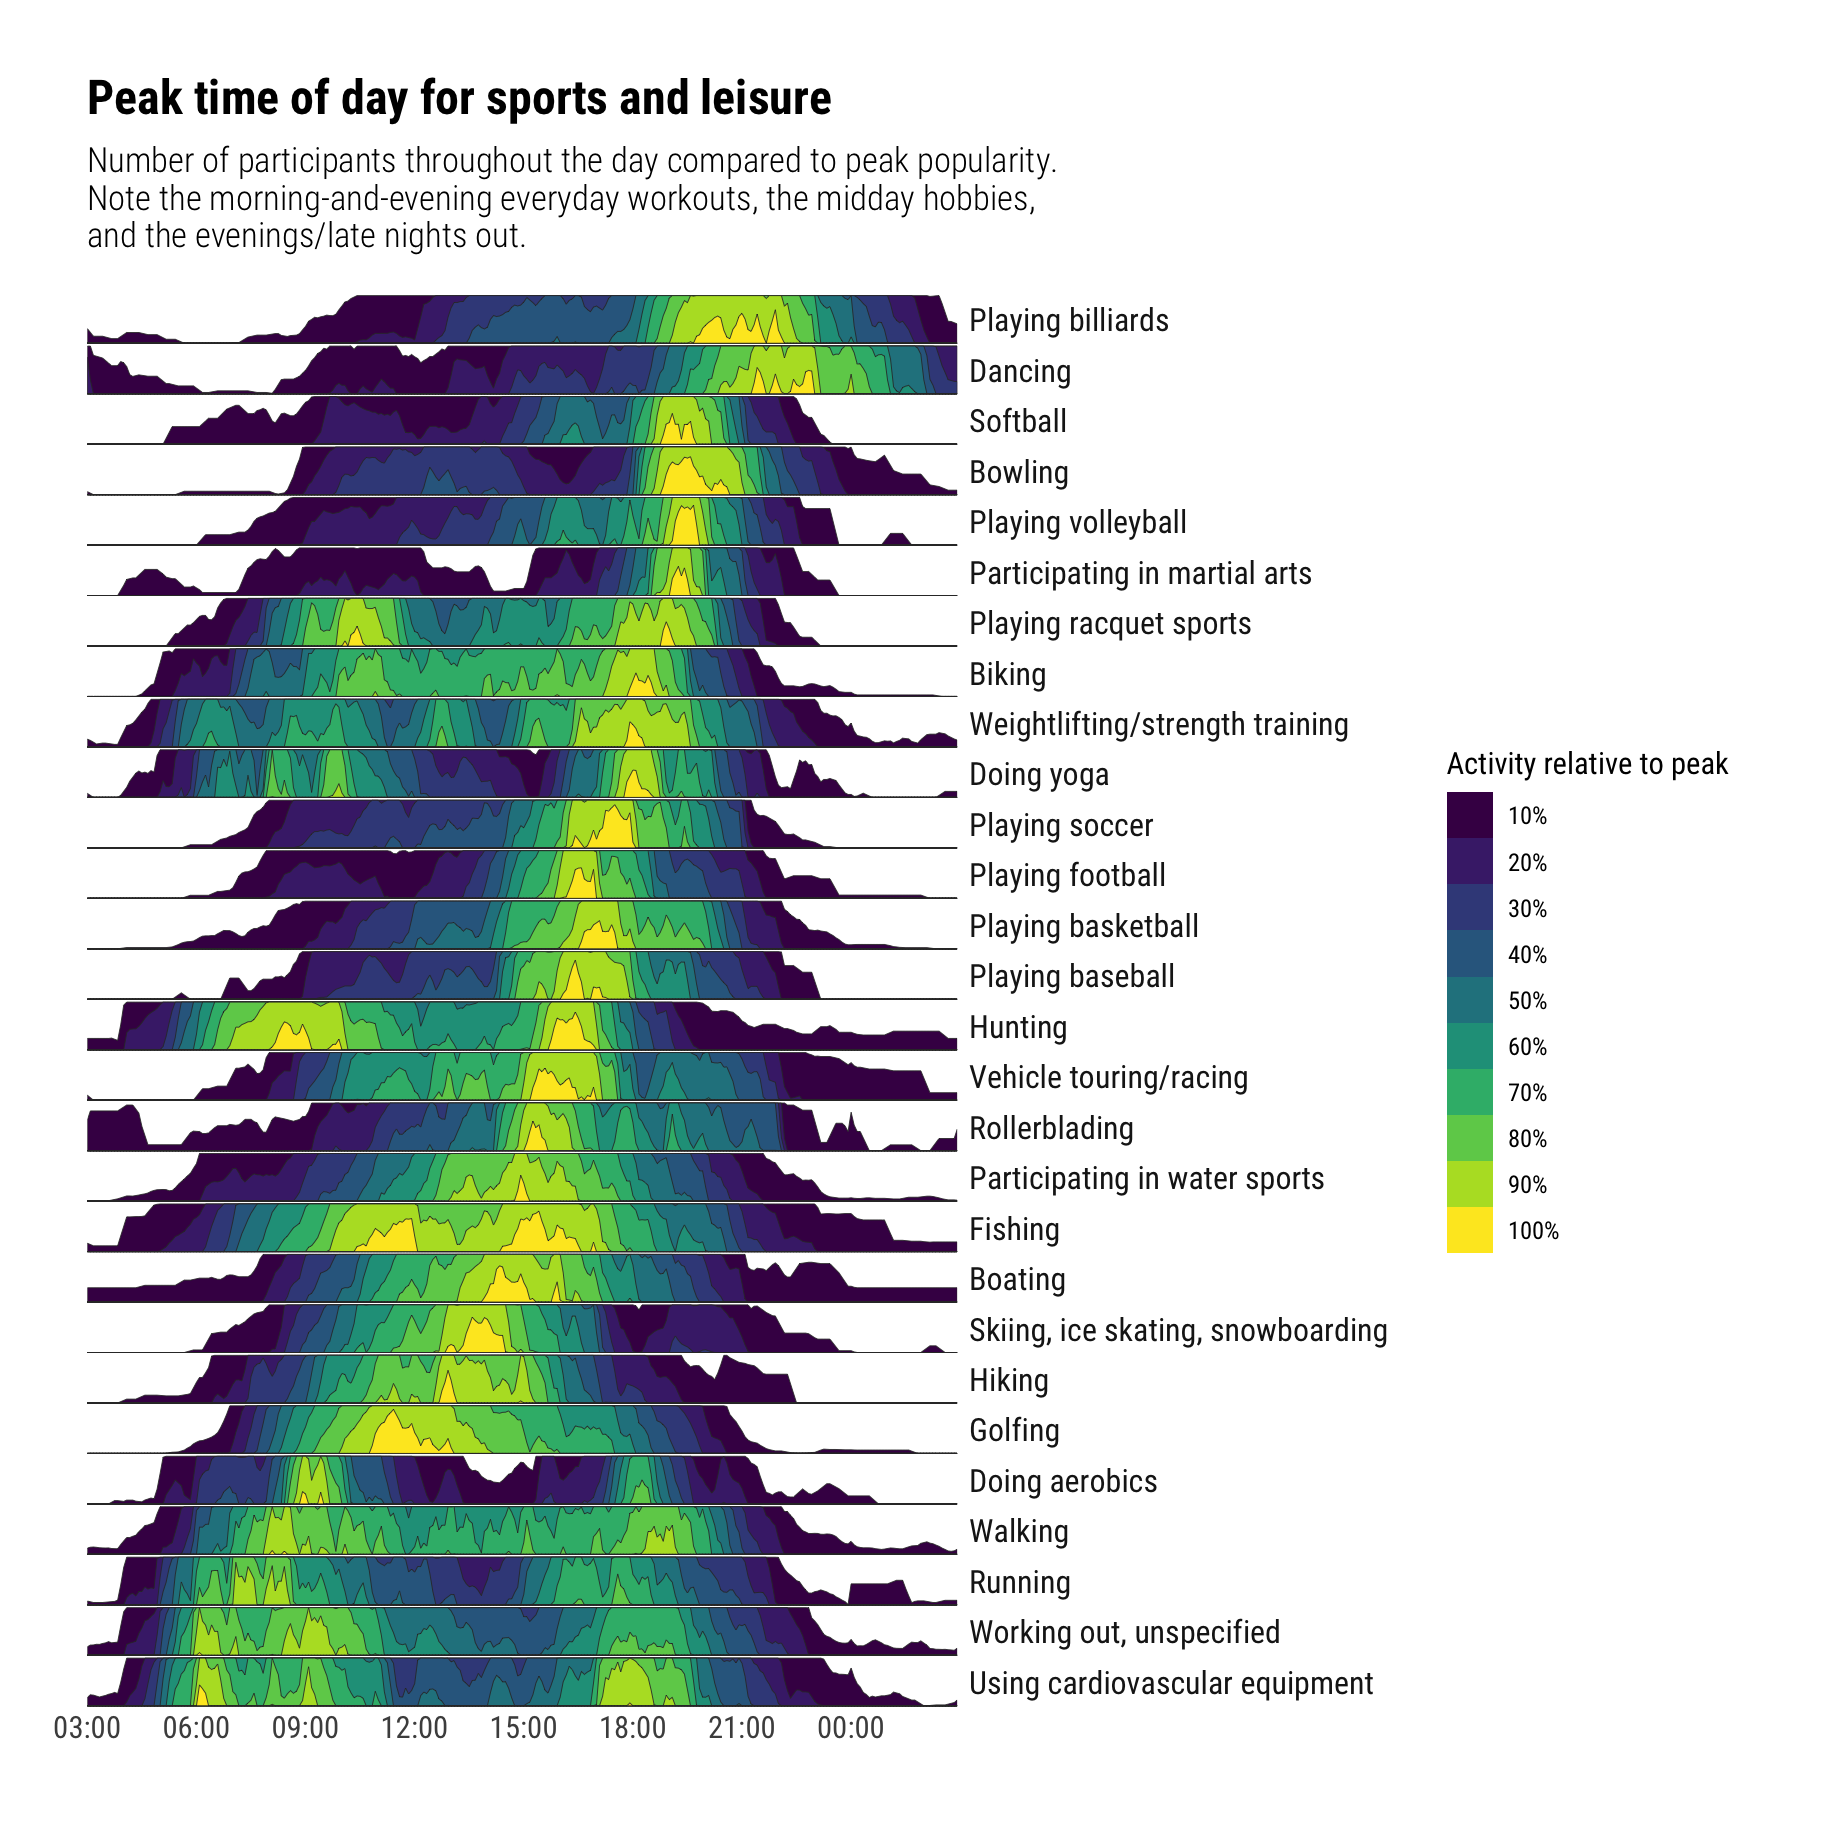 Peak time of day for sports and leisure
Number of participants throughout the day compared to peak popularity.
Note the morning-and-evening everyday workouts, the midday hobbies,
and the evenings/late nights out.
Playing billiards
Dancing
Softball
Bowling
Playing volleyball
Participating in martial arts
Playing racquet sports
Biking
Weightlifting/strength training
Doing yoga
Playing soccer
Playing football
Playing basketball
Playing baseball
Hunting
Vehicle touring/racing
Rollerblading
Participating in water sports
Fishing
Boating
Skiing, ice skating, snowboarding
Hiking
Golfing
Doing aerobics
Walking
Running
Working out, unspecified
Using cardiovascular equipment
03:00 06:00 09:00 12:00 15:00 18:00 21:00 00:00
Activity relative to peak
10%
20%
30%
40%
50%
60%
70%
80%
90%
100%